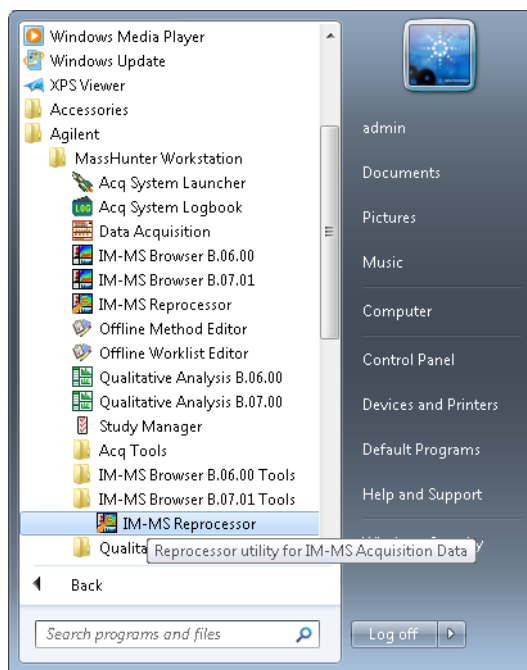 Windows Media Player
Windows Update
XPS Viewer
Accessories
Agilent
MassHunter Workstation
Acq System Launcher
LOG
Acq System Logbook
Data Acquisition
IM-MS Browser B.06.00
IM-MS Browser B.07.01
IM-MS Reprocessor
Offline Method Editor
Offline Worklist Editor
Qualitative Analysis B.06.00
Qualitative Analysis B.07.00
Study Manager
Acq Tools
IM-MS Browser B.06.00 Tools
IM-MS Browser B.07.01 Tools
IM-MS Reprocessor
Qualita
Reprocessor utility for IM-MS Acquisition Data
Back
Search programs and files
admin
Documents
Pictures
Music
Computer
Control Panel
Devices and Printers
Default Programs
Help and Support
Log off